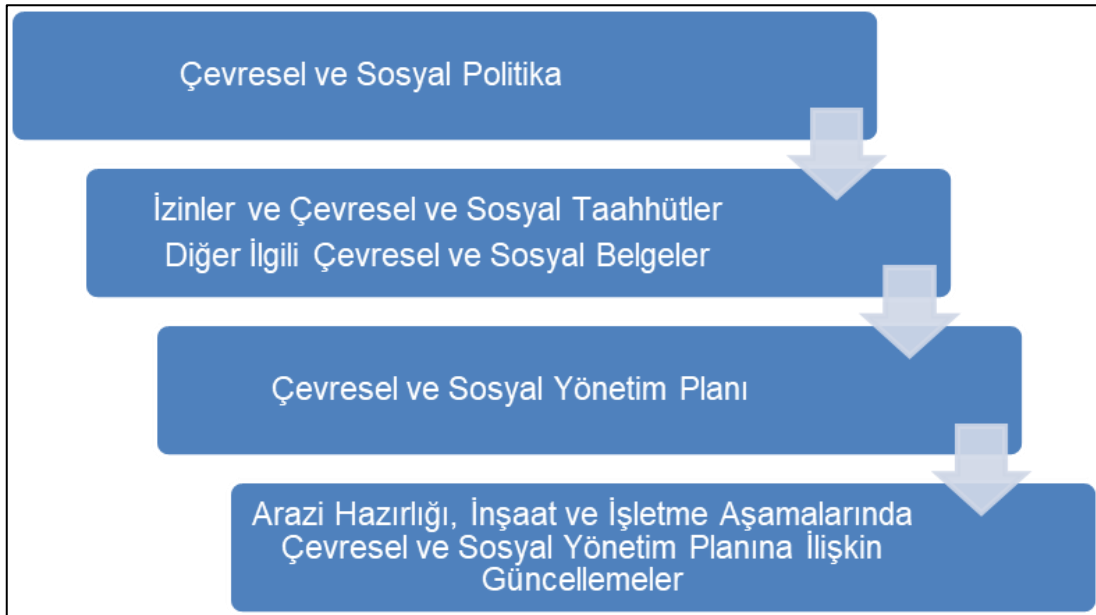 Çevresel ve Sosyal Politika
İzinler ve Çevresel ve Sosyal Taahhütler
Diğer İlgili Çevresel ve Sosyal Belgeler
Çevresel ve Sosyal Yönetim Planı
Arazi Hazırlığı, İnşaat ve İşletme Aşamalarında
Çevresel ve Sosyal Yönetim Planına İlişkin
Güncellemeler